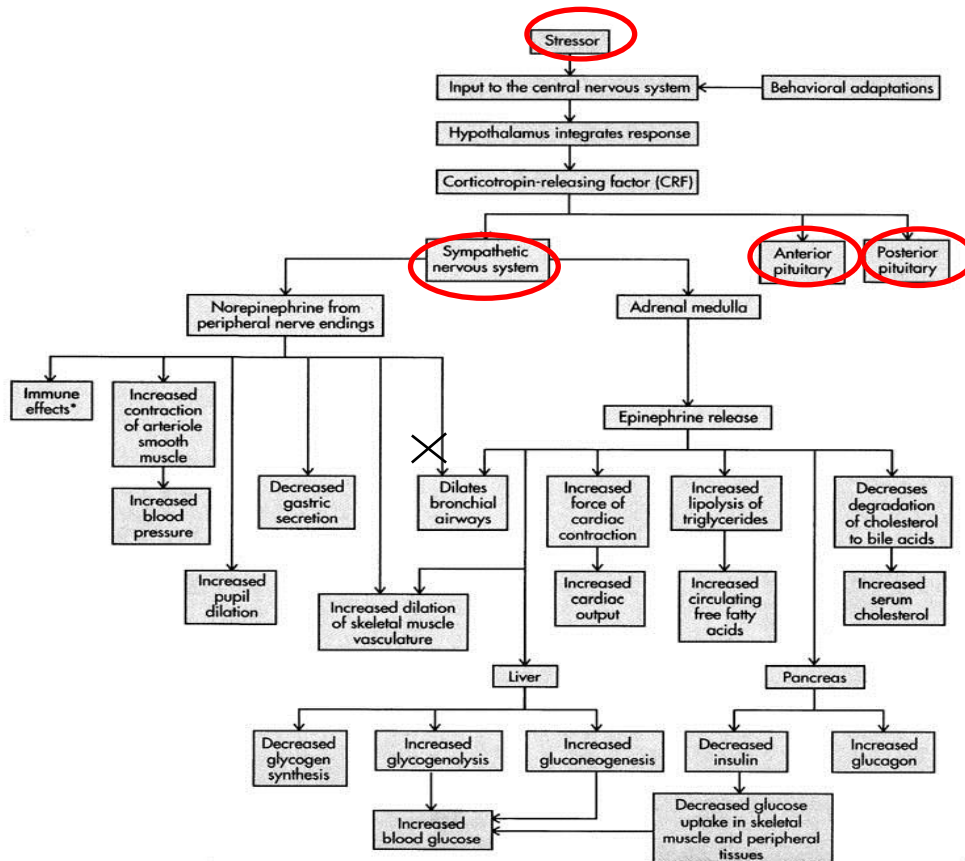 Stressor
Input to the central nervous system
Behavioral adaptations
Hypothalamus integrates response
Corticotropin-releasing factor (CRF)
Sympathetic
nervous system
Anterior
pituitary
Posterior
pituitary
Norepinephrine from
peripheral nerve endings
Adrenal medulla
Immune
effects*
Increased
contraction
of arteriole
smooth
muscle
Epinephrine release
Increased
blood
pressure
Decreased
gastric
secretion
Dilates
bronchial
airways
Increased
force of
cardiac
contraction
Increased
lipolysis of
triglycerides
Decreases
degradation
of cholesterol
to bile acids
Increased
pupil
dilation
Increased dilation
of skeletal muscle
vasculature
Increased
cardiac
output
Increased
circulating
free fatty
acids
Increased
serum
cholesterol
Liver
Pancreas
Decreased
glycogen
synthesis
Increased
glycogenolysis
Increased
gluconeogenesis
Decreased
insulin
Increased
glucagon
Increased
blood glucose
Decreased glucose
uptake in skeletal
muscle and peripheral
tissues